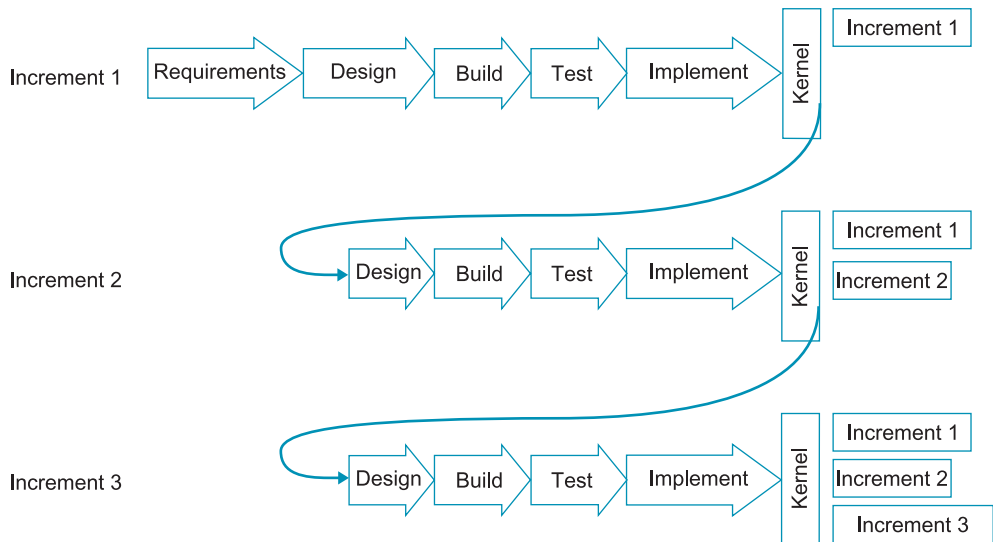 Increment 1
Requirements
Design
Build
Test
Implement
Kernel
Increment 1
Increment 2
Design
Build
Test
Implement
Kernel
Increment 1
Increment 2
Increment 3
Design
Build
Test
Implement
Kernel
Increment 1
Increment 2
Increment 3